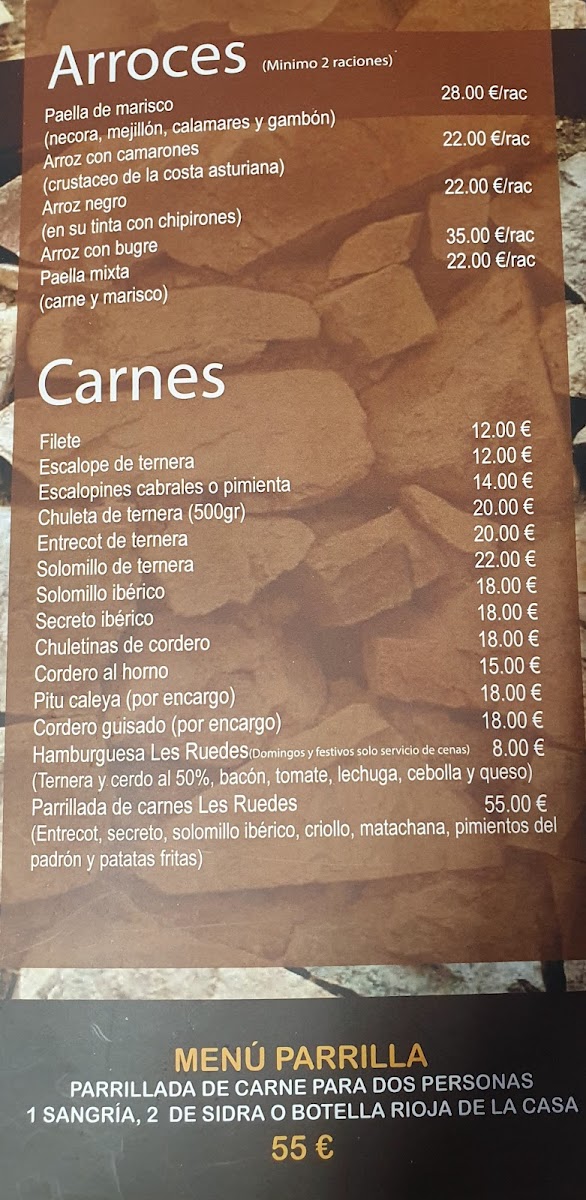 Arroces (Minimo 2 raciones)
Paella de marisco 28.00 €/rac
(necora, mejillón, calamares y gambón)
Arroz con camarones 22.00 €/rac
(crustaceo de la costa asturiana)
Arroz negro 22.00 €/rac
(en su tinta con chipirones)
Arroz con bugre 35.00 €/rac
Paella mixta 22.00 €/rac
(carne y marisco)
Carnes
Filete 12.00 €
Escalope de ternera 12.00 €
Escalopines cabrales o pimienta 14.00 €
Chuleta de ternera (500gr) 20.00 €
Entrecot de ternera 20.00 €
Solomillo de ternera 22.00 €
Solomillo ibérico 18.00 €
Secreto ibérico 18.00 €
Chuletinas de cordero 18.00 €
Cordero al horno 15.00 €
Pitu caleya (por encargo) 18.00 €
Cordero guisado (por encargo) 18.00 €
Hamburguesa Les Ruedes (Domingos y festivos solo servicio de cenas) 8.00 €
(Ternera y cerdo al 50%, bacón, tomate, lechuga, cebolla y queso)
Parrillada de carnes Les Ruedes 55.00 €
(Entrecot, secreto, solomillo ibérico, criollo, matachana, pimientos del
padrón y patatas fritas)
MENÚ PARRILLA
PARRILLADA DE CARNE PARA DOS PERSONAS
1 SANGRÍA, 2 DE SIDRA O BOTELLA RIOJA DE LA CASA
55 €